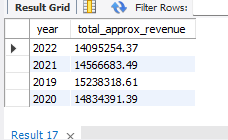 Result Grid Filter Rows:
year total_approx_revenue
2022 14095254.37
2021 14566683.49
2019 15238318.61
2020 14834391.39
Result 17 ×